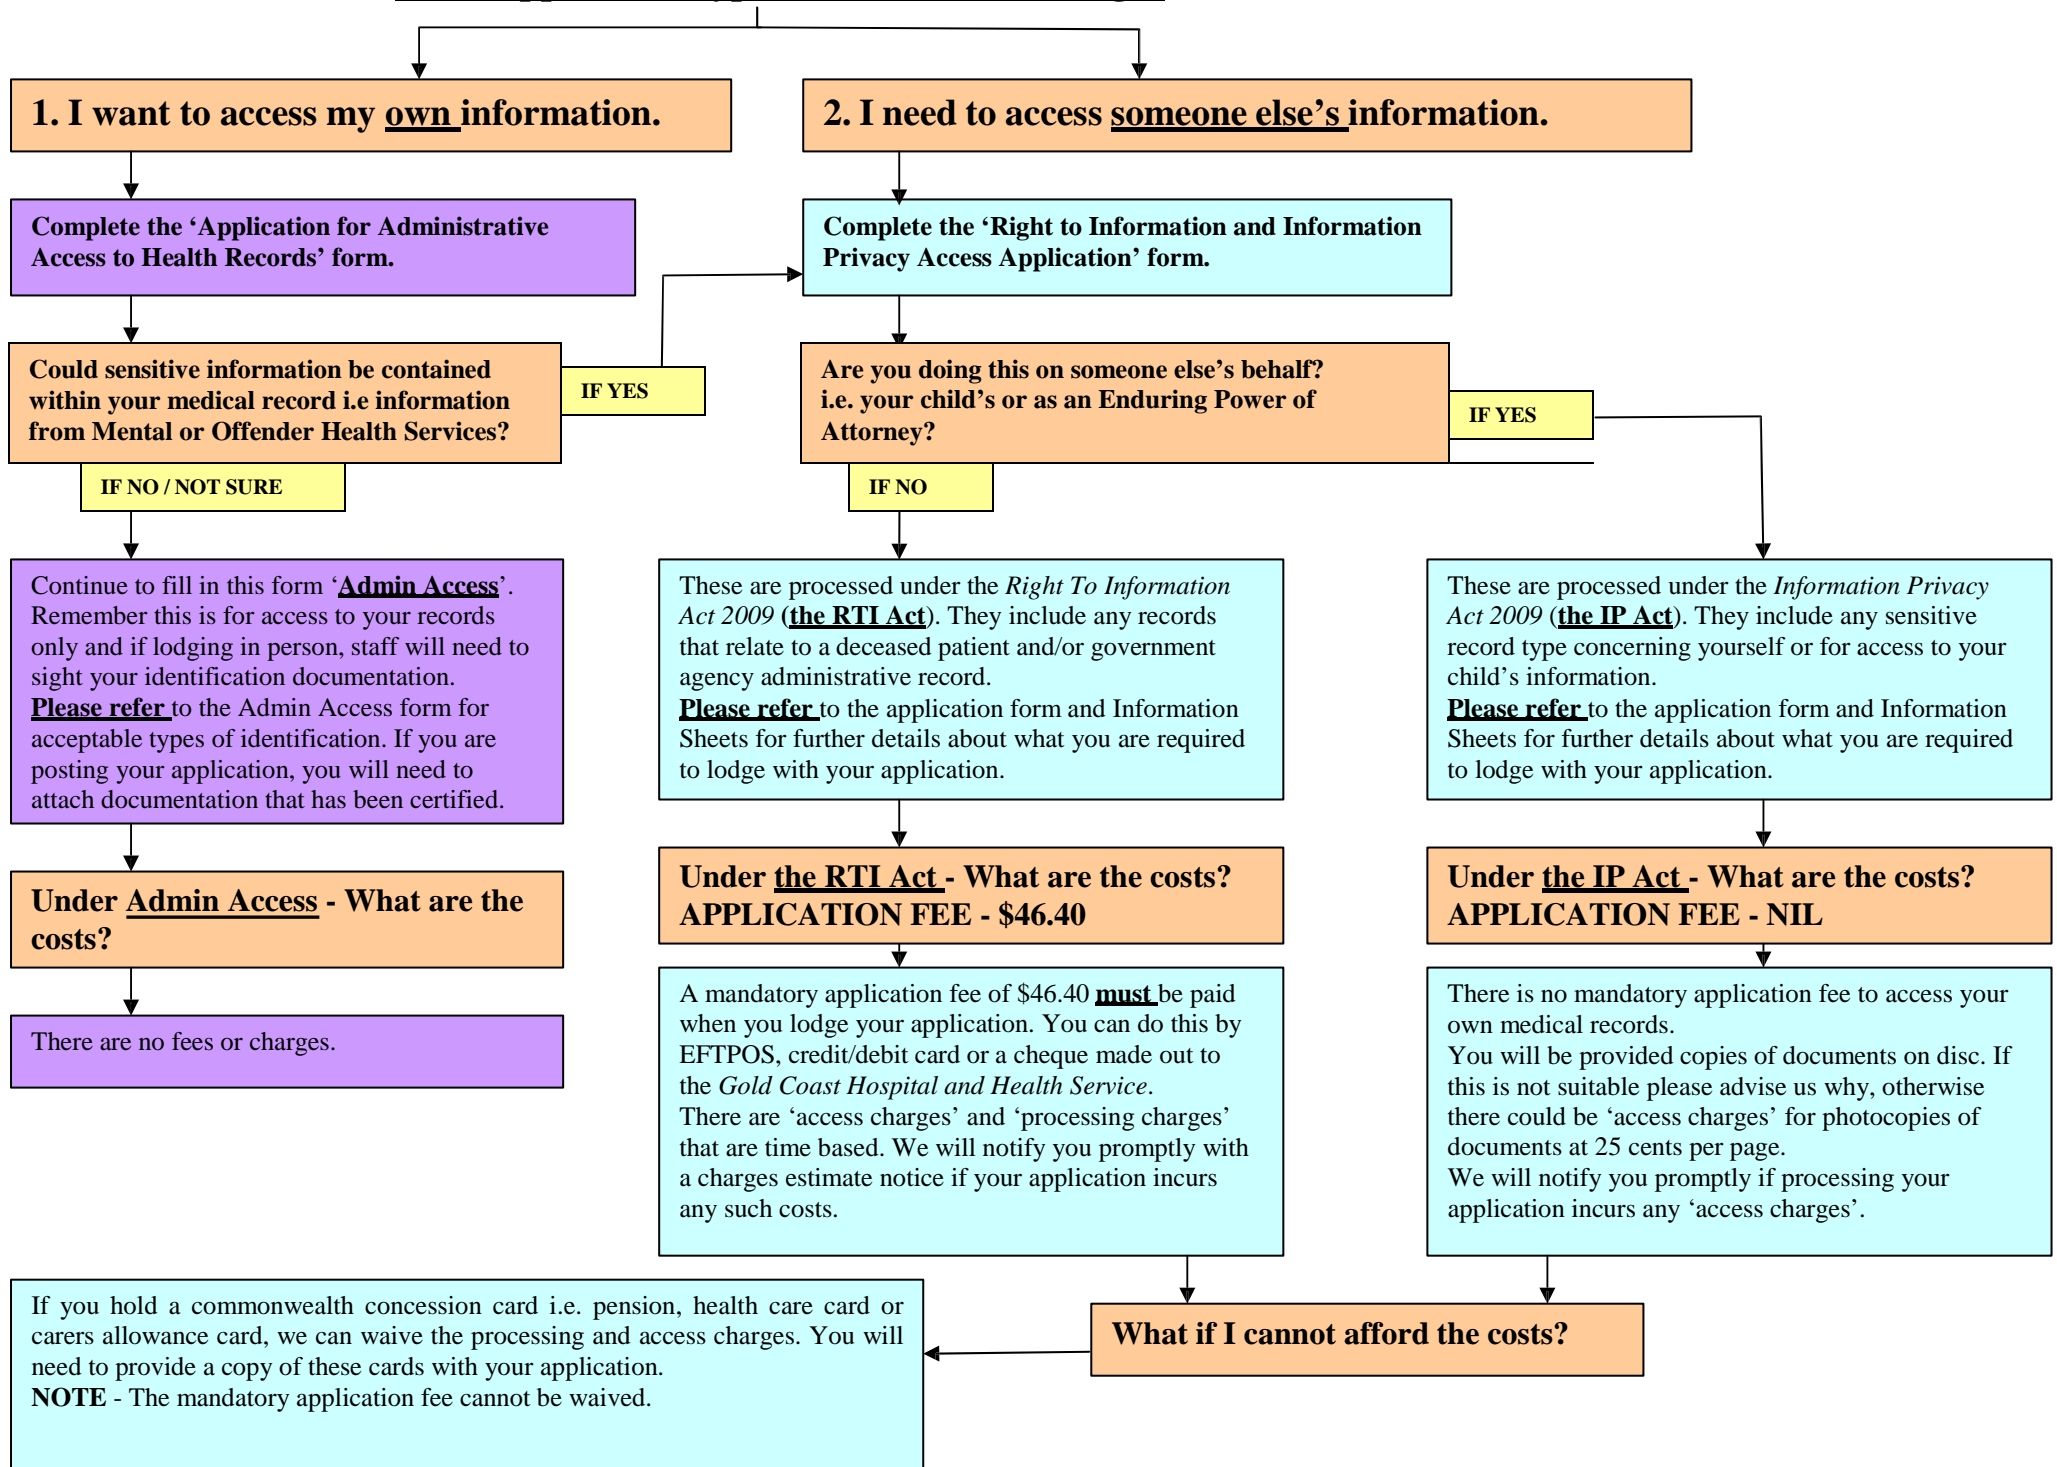 1. I want to access my own information.
2. I need to access someone else’s information.
Complete the ‘Application for Administrative
Access to Health Records’ form.
Complete the ‘Right to Information and Information
Privacy Access Application’ form.
Could sensitive information be contained
within your medical record i.e information
from Mental or Offender Health Services?
IF YES
Are you doing this on someone else’s behalf?
i.e. your child’s or as an Enduring Power of
Attorney?
IF YES
IF NO / NOT SURE
IF NO
Continue to fill in this form ‘Admin Access’.
Remember this is for access to your records
only and if lodging in person, staff will need to
sight your identification documentation.
Please refer to the Admin Access form for
acceptable types of identification. If you are
posting your application, you will need to
attach documentation that has been certified.
These are processed under the Right To Information
Act 2009 (the RTI Act). They include any records
that relate to a deceased patient and/or government
agency administrative record.
Please refer to the application form and Information
Sheets for further details about what you are required
to lodge with your application.
These are processed under the Information Privacy
Act 2009 (the IP Act). They include any sensitive
record type concerning yourself or for access to your
child’s information.
Please refer to the application form and Information
Sheets for further details about what you are required
to lodge with your application.
Under Admin Access - What are the
costs?
Under the RTI Act - What are the costs?
APPLICATION FEE - $46.40
Under the IP Act - What are the costs?
APPLICATION FEE - NIL
There are no fees or charges.
A mandatory application fee of $46.40 must be paid
when you lodge your application. You can do this by
EFTPOS, credit/debit card or a cheque made out to
the Gold Coast Hospital and Health Service.
There are ‘access charges’ and ‘processing charges’
that are time based. We will notify you promptly with
a charges estimate notice if your application incurs
any such costs.
There is no mandatory application fee to access your
own medical records.
You will be provided copies of documents on disc. If
this is not suitable please advise us why, otherwise
there could be ‘access charges’ for photocopies of
documents at 25 cents per page.
We will notify you promptly if processing your
application incurs any ‘access charges’.
If you hold a commonwealth concession card i.e. pension, health care card or
carers allowance card, we can waive the processing and access charges. You will
need to provide a copy of these cards with your application.
NOTE - The mandatory application fee cannot be waived.
What if I cannot afford the costs?